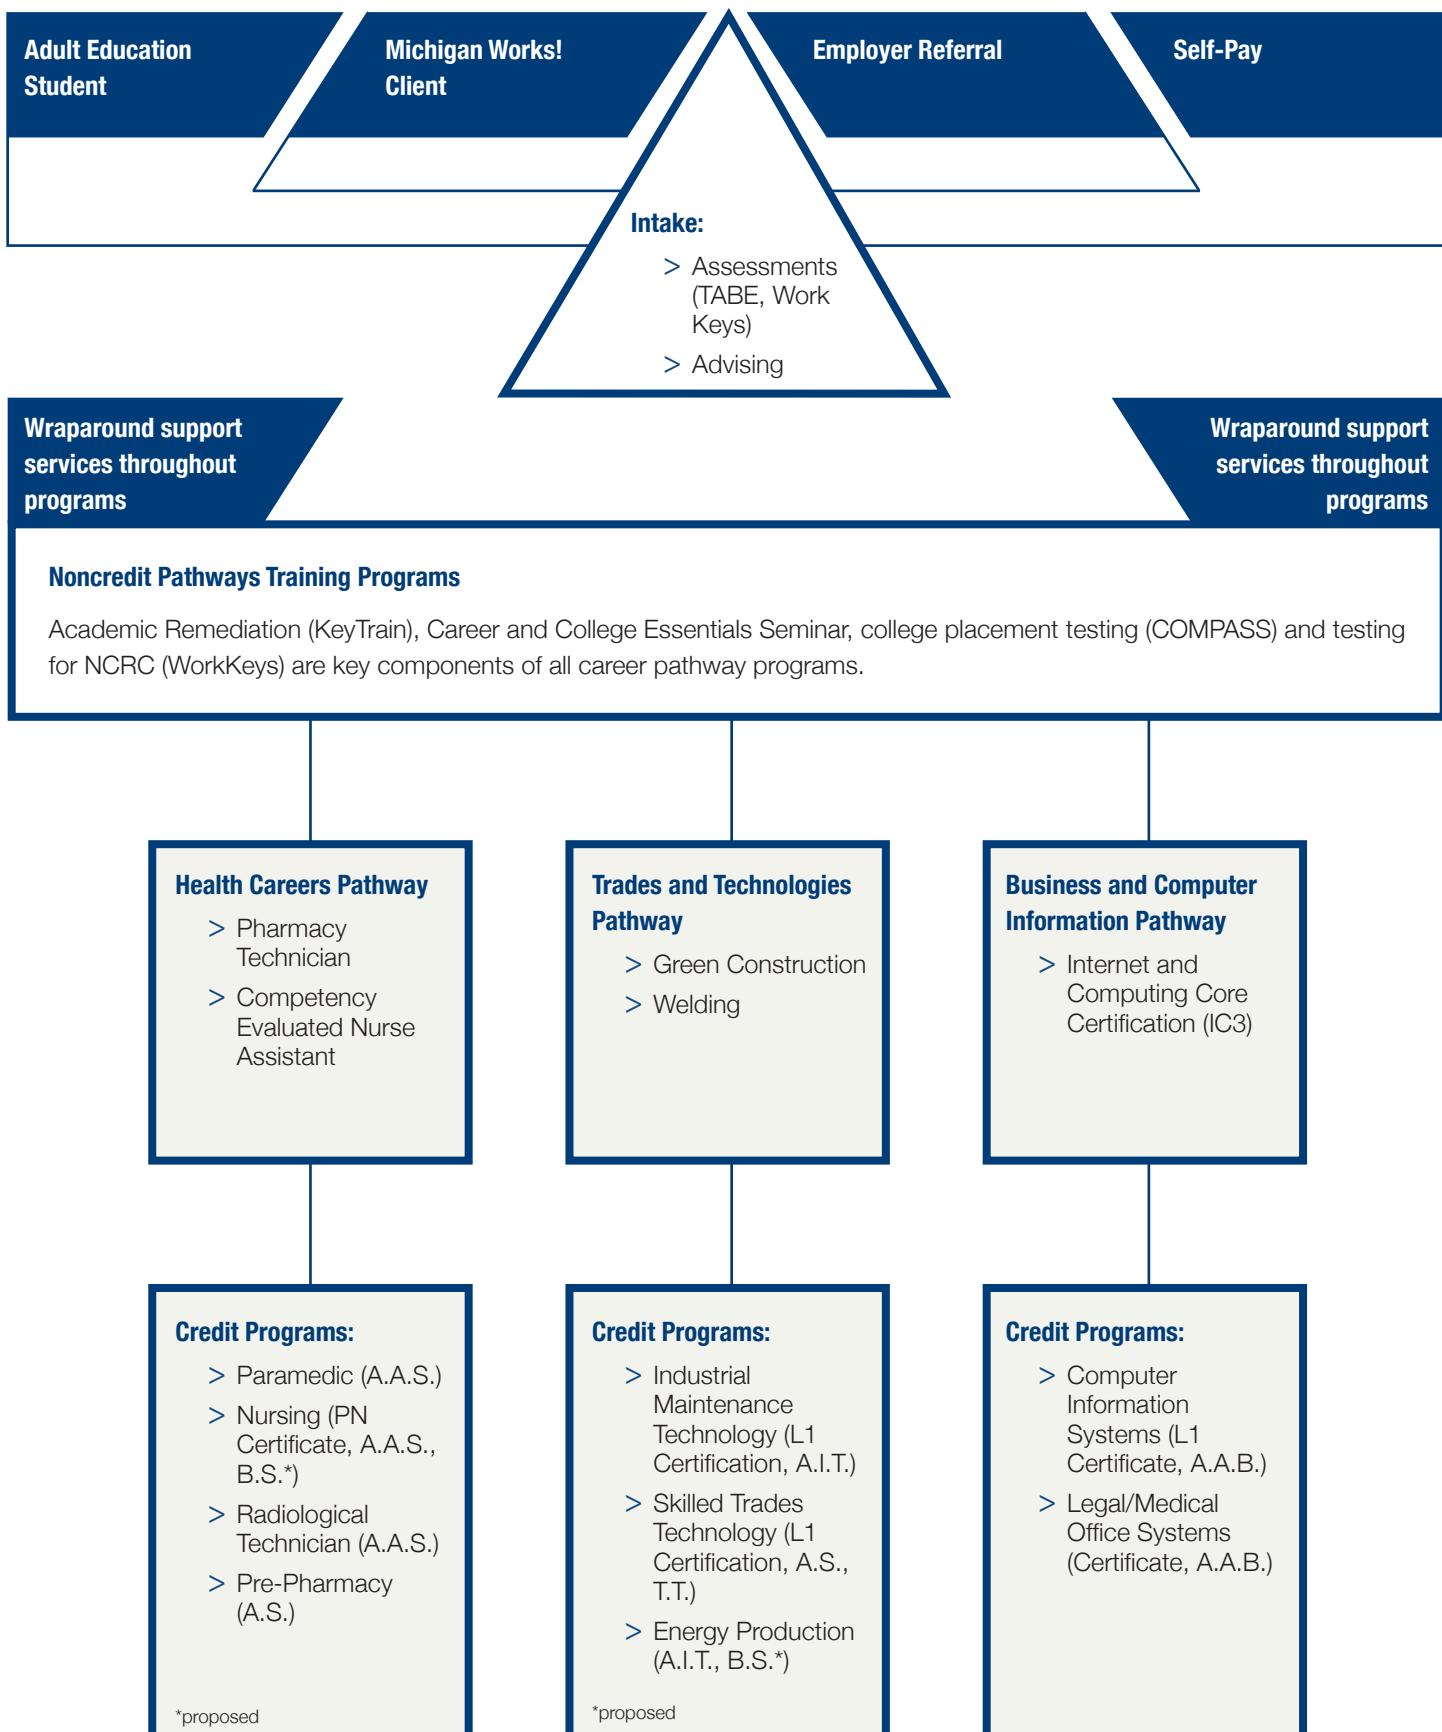 Adult Education
Student
Michigan Works!
Client
Employer Referral
Self-Pay
Intake:
> Assessments
(TABE, Work
Keys)
> Advising
Wraparound support
services throughout
programs
Wraparound support
services throughout
programs
Noncredit Pathways Training Programs
Academic Remediation (KeyTrain), Career and College Essentials Seminar, college placement testing (COMPASS) and testing
for NCRC (WorkKeys) are key components of all career pathway programs.
Health Careers Pathway
> Pharmacy
Technician
> Competency
Evaluated Nurse
Assistant
Trades and Technologies
Pathway
> Green Construction
> Welding
Business and Computer
Information Pathway
> Internet and
Computing Core
Certification (IC3)
Credit Programs:
> Paramedic (A.A.S.)
> Nursing (PN
Certificate, A.A.S.,
B.S.*)
> Radiological
Technician (A.A.S.)
> Pre-Pharmacy
(A.S.)
*proposed
Credit Programs:
> Industrial
Maintenance
Technology (L1
Certification, A.I.T.)
> Skilled Trades
Technology (L1
Certification, A.S.,
T.T.)
> Energy Production
(A.I.T., B.S.*)
*proposed
Credit Programs:
> Computer
Information
Systems (L1
Certificate, A.A.B.)
> Legal/Medical
Office Systems
(Certificate, A.A.B.)